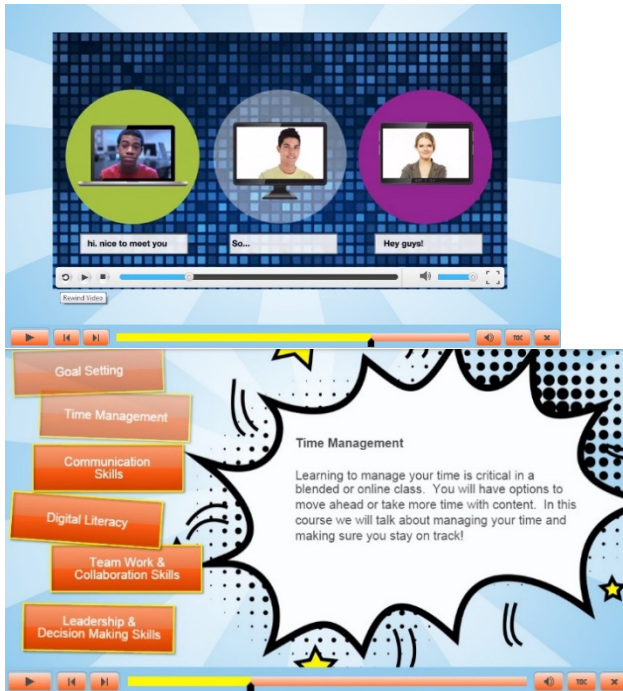 hi. nice to meet you
So...
Hey guys!
Rewind Video
TOC
Goal Setting
Time Management
Communication
Skills
Digital Literacy
Team Work &
Collaboration Skills
Leadership &
Decision Making Skills
Time Management
Learning to manage your time is critical in a
blended or online class.  You will have options to
move ahead or take more time with content.  In this
course we will talk about managing your time and
making sure you stay on track!
TOC